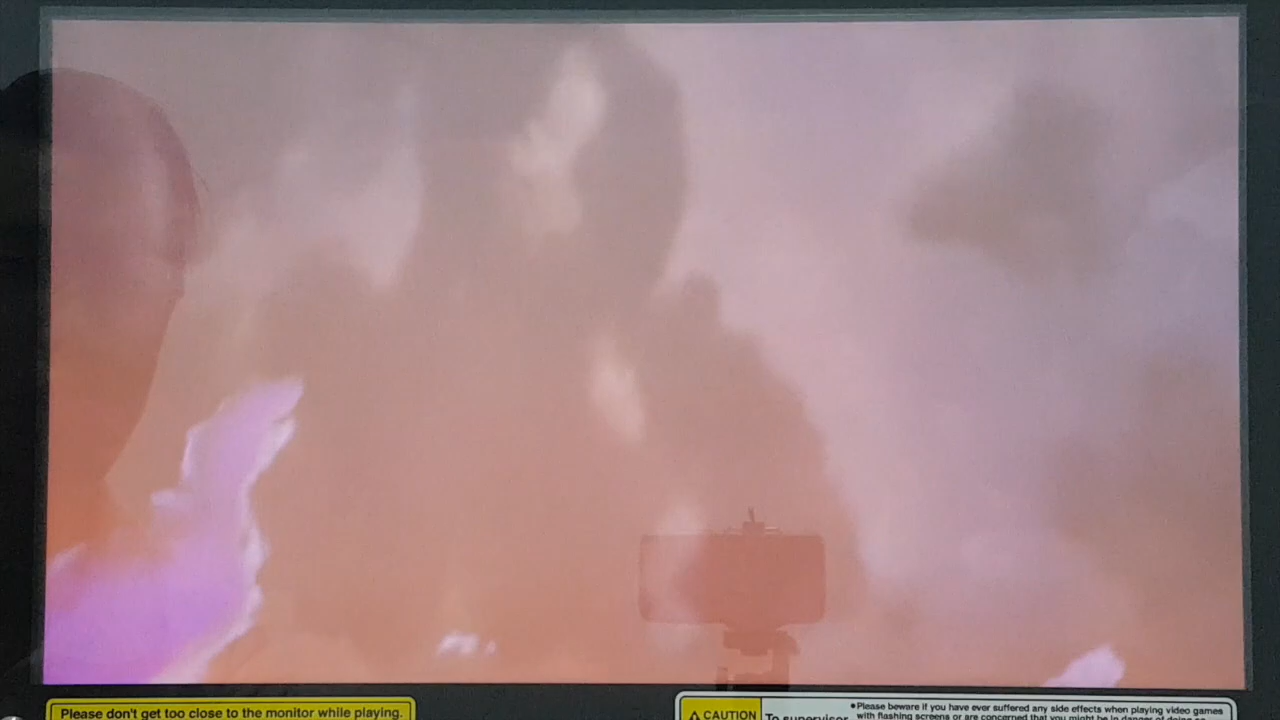 Please don't get too close to the monitor while playing.
CAUTION
To supervisor
*Please beware if you have ever suffered any side effects when playing video games
with flashing screens or are concerned that you might be in danger of doing so